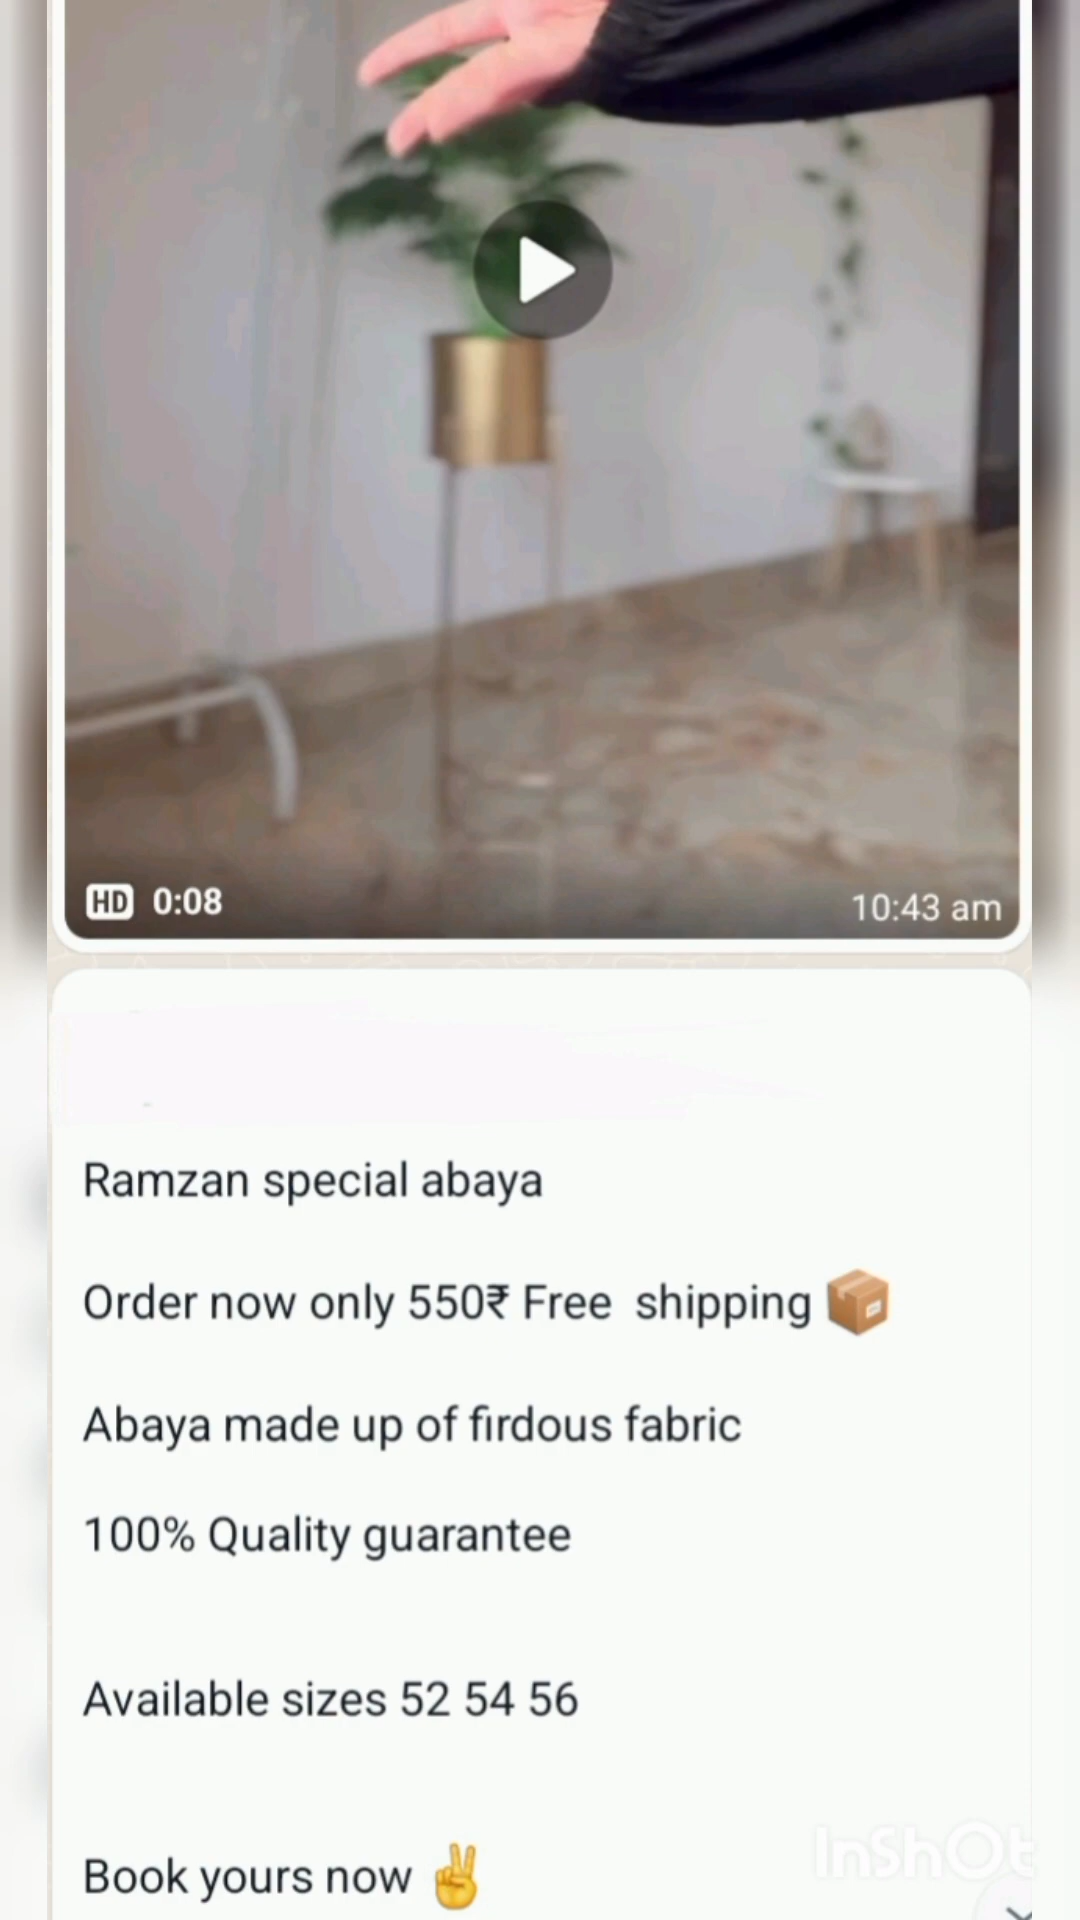 HD 0:08
10:43 am
Ramzan special abaya
Order now only 550₹ Free  shipping 📦
Abaya made up of firdous fabric
100% Quality guarantee
Available sizes 52 54 56
Book yours now ✌️
InShOt